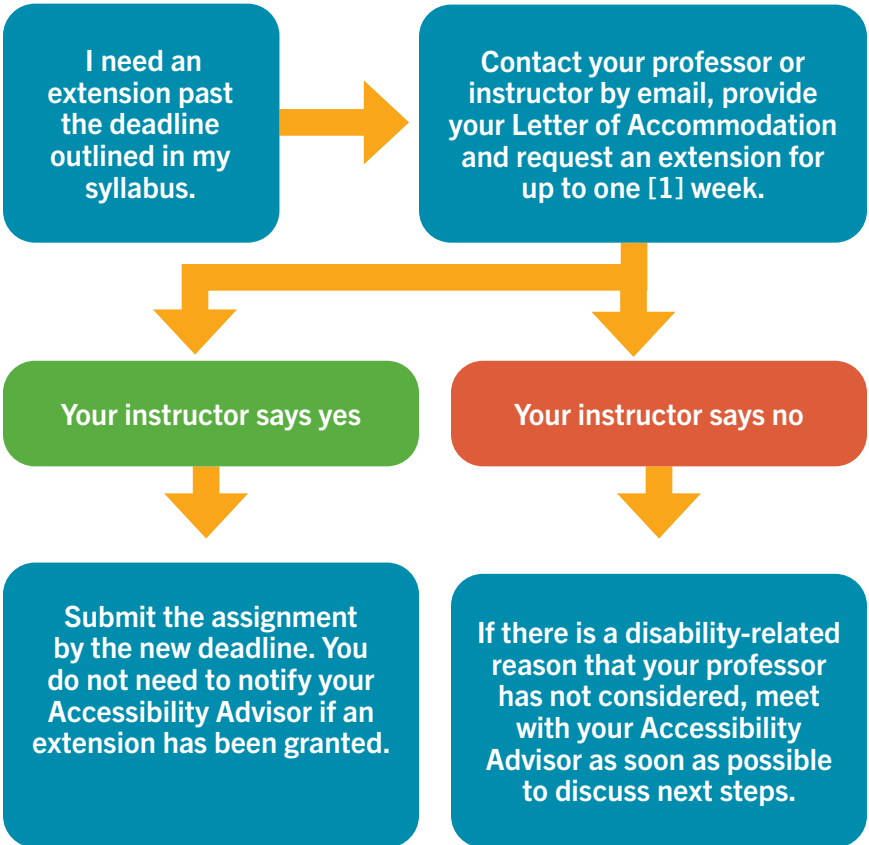 I need an
extension past
the deadline
outlined in my
syllabus.
Contact your professor or
instructor by email, provide
your Letter of Accommodation
and request an extension for
up to one [1] week.
Your instructor says yes
Your instructor says no
Submit the assignment
by the new deadline. You
do not need to notify your
Accessibility Advisor if an
extension has been granted.
If there is a disability-related
reason that your professor
has not considered, meet
with your Accessibility
Advisor as soon as possible
to discuss next steps.